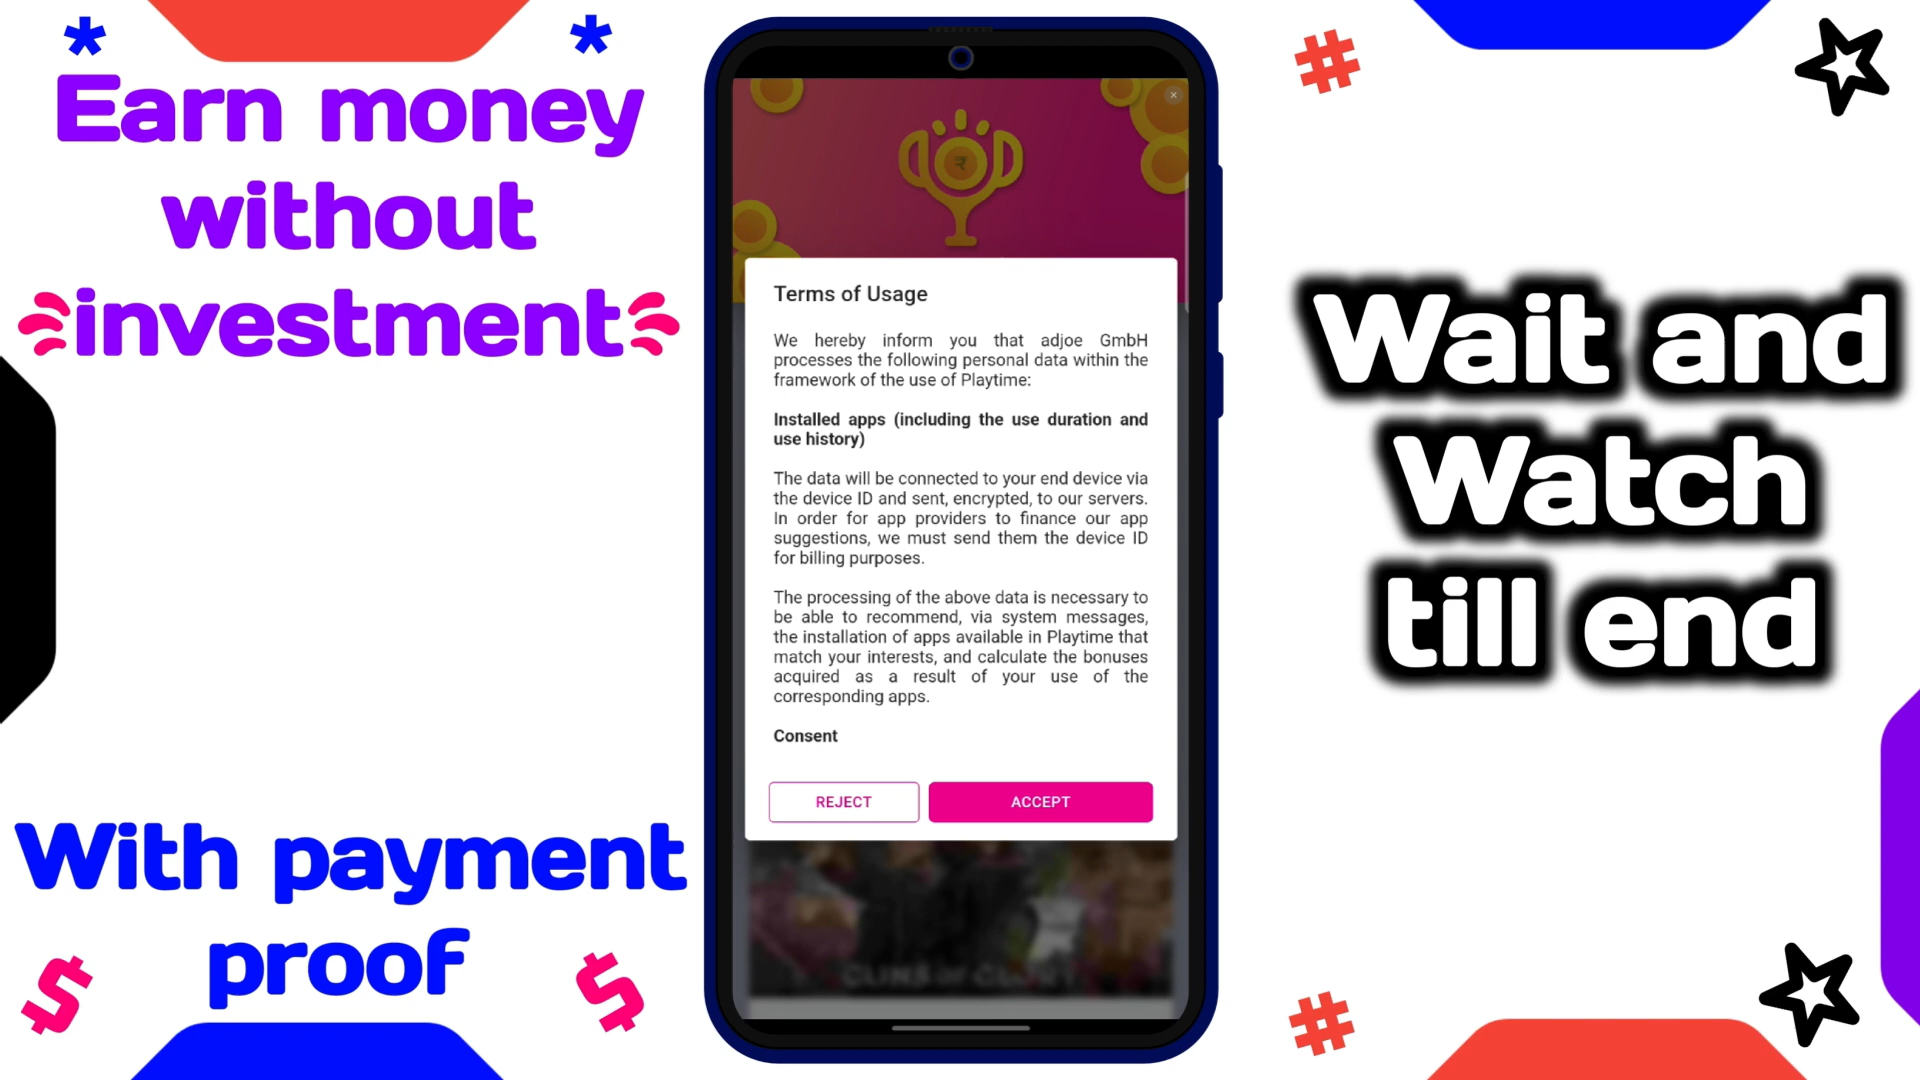 Earn money
without
investment
With payment
proof
$
$
₹
Terms of Usage
We hereby inform you that adjoe GmbH
processes the following personal data within the
framework of the use of Playtime:
Installed apps (including the use duration and
use history)
The data will be connected to your end device via
the device ID and sent, encrypted, to our servers.
In order for app providers to finance our app
suggestions, we must send them the device ID
for billing purposes.
The processing of the above data is necessary to
be able to recommend, via system messages,
the installation of apps available in Playtime that
match your interests, and calculate the bonuses
acquired as a result of your use of the
corresponding apps.
Consent
REJECT
ACCEPT
GUNS OF GLORY
#
Wait and
Watch
till end
#